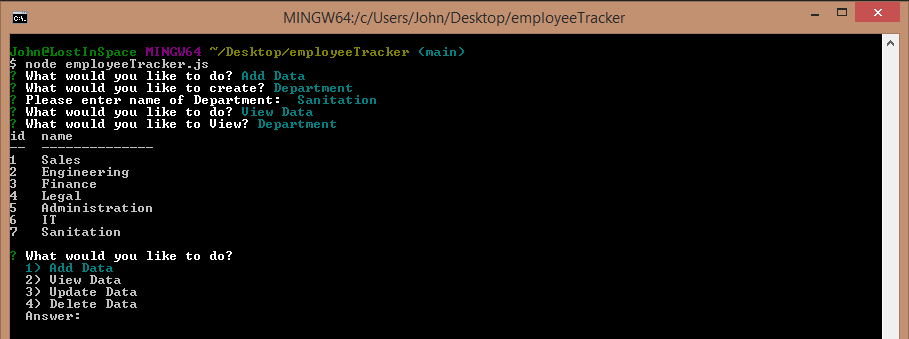 MINGW64:/c/Users/John/Desktop/employeeTracker
John@LostInSpace MINGW64 ~/Desktop/employeeTracker (main)
$ node employeeTracker.js
? What would you like to do? Add Data
? What would you like to create? Department
? Please enter name of Department:  Sanitation
? What would you like to do? View Data
? What would you like to View? Department
id  name
--  --------------
1   Sales
2   Engineering
3   Finance
4   Legal
5   Administration
6   IT
7   Sanitation
? What would you like to do?
  1) Add Data
  2) View Data
  3) Update Data
  4) Delete Data
  Answer: